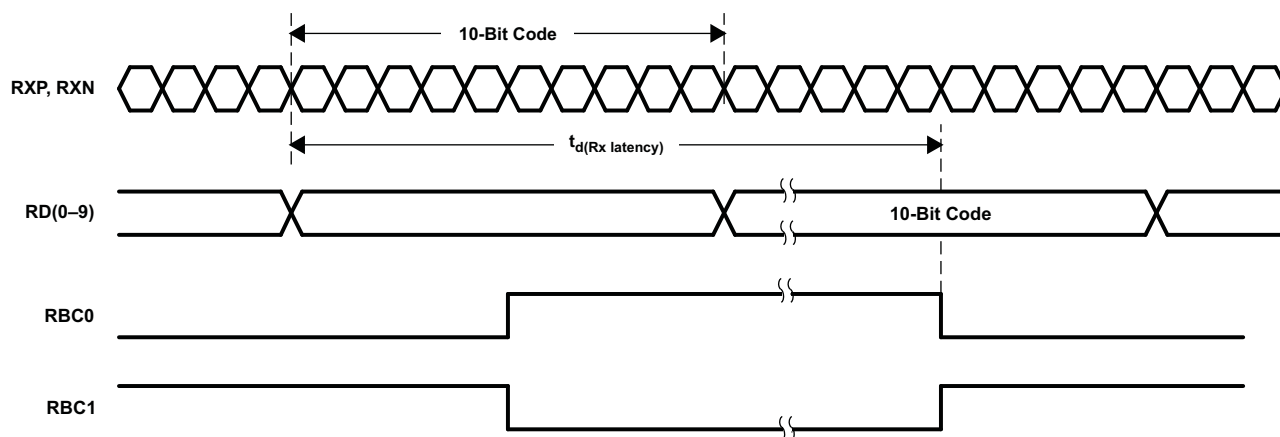 10-Bit Code
RXP, RXN
td(Rx latency)
RD(0–9)
10-Bit Code
RBC0
RBC1